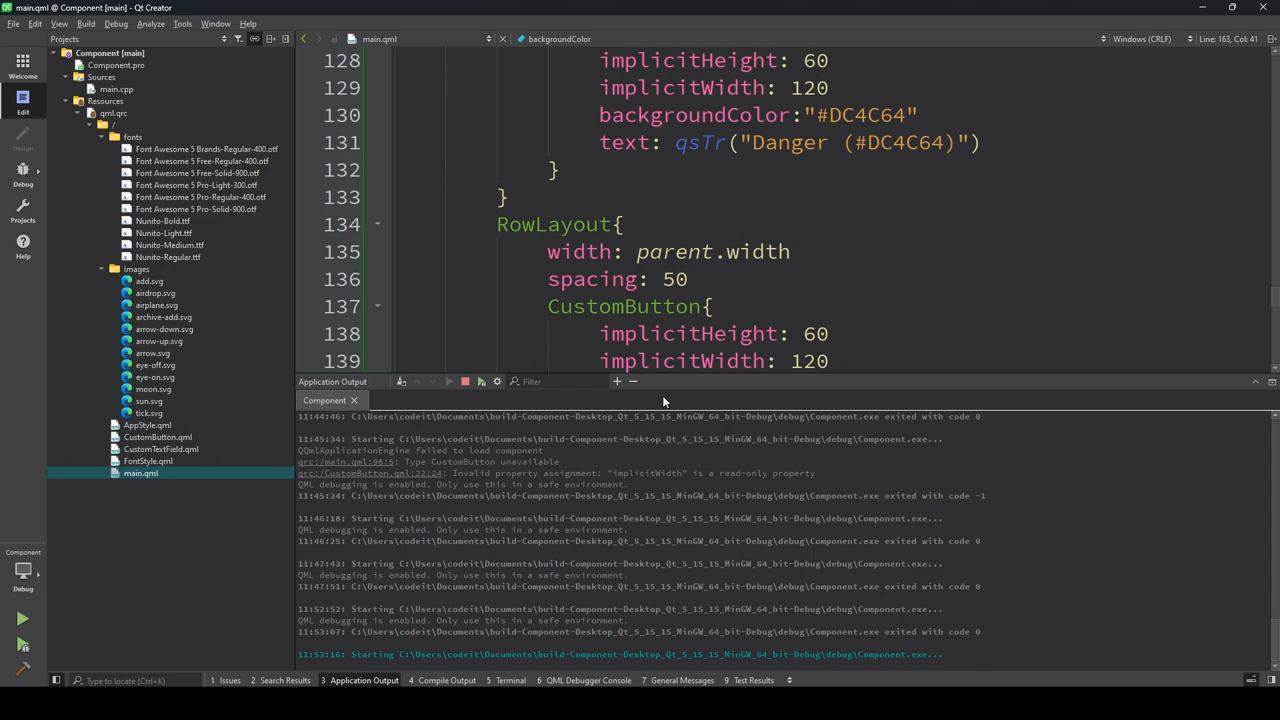 main.qml @ Component [main] - Qt Creator
File Edit View Build Debug Analyze Tools Window Help
Projects
main.qml
backgroundColor
Windows (CRLF)
Line: 163, Col: 41
Welcome
Edit
Design
Debug
Projects
Help
Component
Debug
Component [main]
Component.pro
Sources
main.cpp
Resources
qml.qrc
/
fonts
Font Awesome 5 Brands-Regular-400.otf
Font Awesome 5 Free-Regular-400.otf
Font Awesome 5 Free-Solid-900.otf
Font Awesome 5 Pro-Light-300.otf
Font Awesome 5 Pro-Regular-400.otf
Font Awesome 5 Pro-Solid-900.otf
Nunito-Bold.ttf
Nunito-Light.ttf
Nunito-Medium.ttf
Nunito-Regular.ttf
Images
add.svg
airdrop.svg
airplane.svg
archive-add.svg
arrow-down.svg
arrow-up.svg
arrow.svg
eye-off.svg
eye-on.svg
moon.svg
sun.svg
tick.svg
AppStyle.qml
CustomButton.qml
CustomTextField.qml
FontStyle.qml
main.qml
128 implicitHeight: 60
129 implicitWidth: 120
130 backgroundColor:"#DC4C64"
131 text: qsTr("Danger (#DC4C64)")
132 }
133 }
134 RowLayout{
135 width: parent.width
136 spacing: 50
137 CustomButton{
138 implicitHeight: 60
139 implicitWidth: 120
Application Output
Filter
Component
11:44:46: C:\Users\codeit\Documents\build-Component-Desktop_Qt_5_15_15_MinGW_64_bit-Debug\debug\Component.exe exited with code 0
11:45:34: Starting C:\Users\codeit\Documents\build-Component-Desktop_Qt_5_15_15_MinGW_64_bit-Debug\debug\Component.exe...
QQmlApplicationEngine failed to load component
qrc:/main.qml:98:5: Type CustomButton unavailable
qrc:/CustomButton.qml:22:24: Invalid property assignment: "implicitWidth" is a read-only property
QML debugging is enabled. Only use this in a safe environment.
11:45:34: C:\Users\codeit\Documents\build-Component-Desktop_Qt_5_15_15_MinGW_64_bit-Debug\debug\Component.exe exited with code -1
11:46:18: Starting C:\Users\codeit\Documents\build-Component-Desktop_Qt_5_15_15_MinGW_64_bit-Debug\debug\Component.exe...
QML debugging is enabled. Only use this in a safe environment.
11:46:25: C:\Users\codeit\Documents\build-Component-Desktop_Qt_5_15_15_MinGW_64_bit-Debug\debug\Component.exe exited with code 0
11:47:43: Starting C:\Users\codeit\Documents\build-Component-Desktop_Qt_5_15_15_MinGW_64_bit-Debug\debug\Component.exe...
QML debugging is enabled. Only use this in a safe environment.
11:47:51: C:\Users\codeit\Documents\build-Component-Desktop_Qt_5_15_15_MinGW_64_bit-Debug\debug\Component.exe exited with code 0
11:52:52: Starting C:\Users\codeit\Documents\build-Component-Desktop_Qt_5_15_15_MinGW_64_bit-Debug\debug\Component.exe...
QML debugging is enabled. Only use this in a safe environment.
11:53:07: C:\Users\codeit\Documents\build-Component-Desktop_Qt_5_15_15_MinGW_64_bit-Debug\debug\Component.exe exited with code 0
11:53:16: Starting C:\Users\codeit\Documents\build-Component-Desktop_Qt_5_15_15_MinGW_64_bit-Debug\debug\Component.exe...
Type to locate (Ctrl+K)
1 Issues 2 Search Results 3 Application Output 4 Compile Output 5 Terminal 6 QML Debugger Console 7 General Messages 9 Test Results